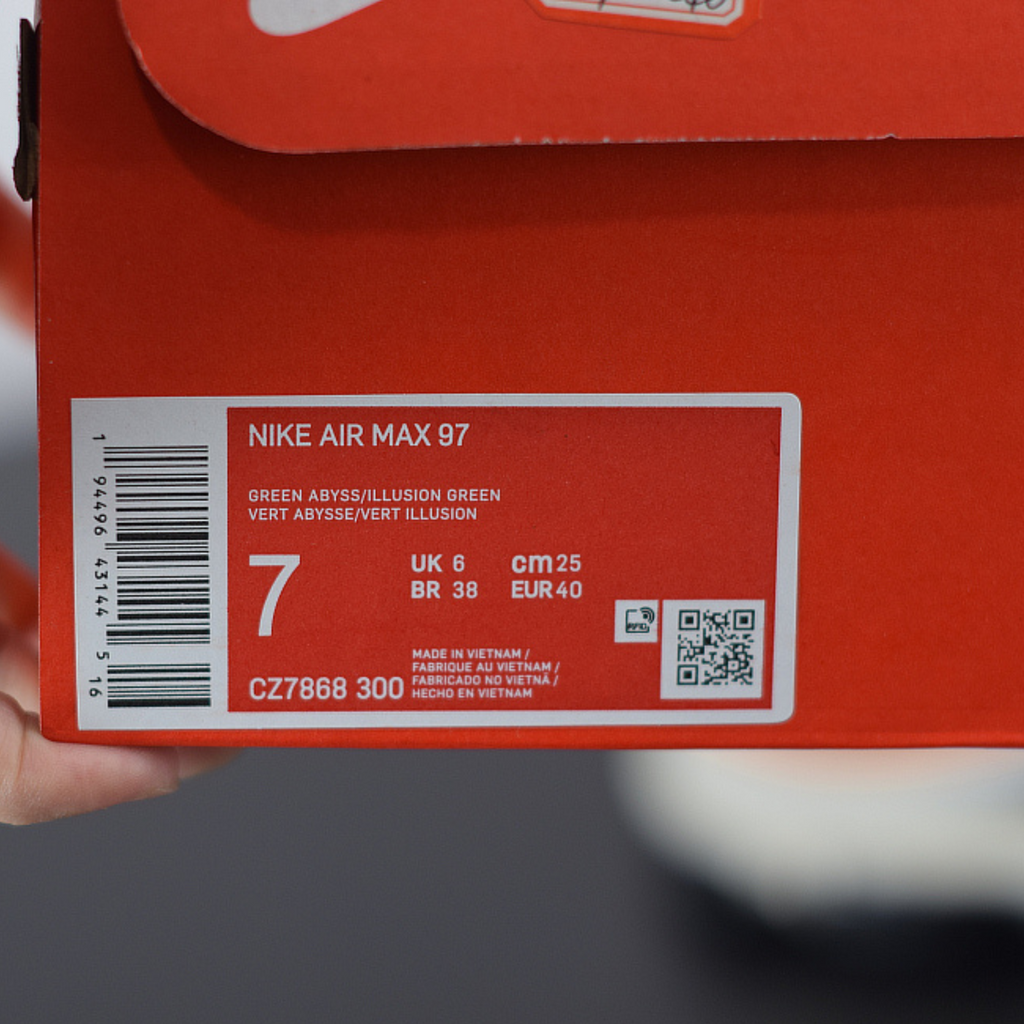 NIKE AIR MAX 97
GREEN ABYSS/ILLUSION GREEN
VERT ABYSSE/VERT ILLUSION
7
UK 6 cm 25
BR 38 EUR 40
RFID
MADE IN VIETNAM /
FABRIQUE AU VIETNAM /
FABRICADO NO VIETNÃ /
HECHO EN VIETNAM
CZ7868 300
1 94496 43144 5 16